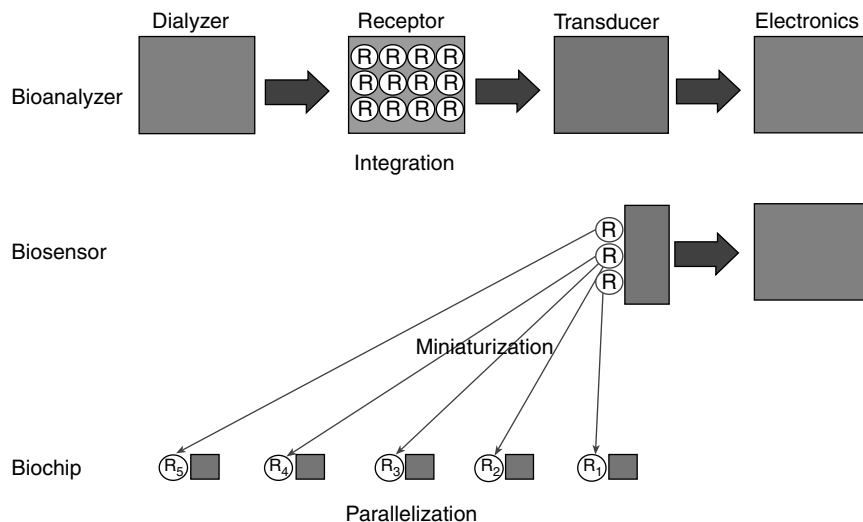 Dialyzer Receptor Transducer Electronics
Bioanalyzer
R R R R
R R R R
R R R R
Integration
Biosensor
R
R
R
Miniaturization
Biochip R₅ R₄ R₃ R₂ R₁
Parallelization